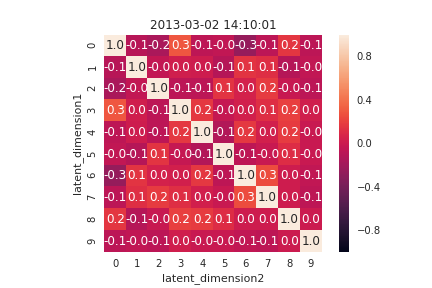 2013-03-02 14:10:01
0 1.0 -0.1 -0.2 0.3 -0.1 -0.0 -0.3 -0.1 0.2 -0.1
1 -0.1 1.0 -0.0 0.0 0.0 -0.1 0.1 0.1 -0.1 -0.0
2 -0.2 -0.0 1.0 -0.1 -0.1 0.1 0.0 0.2 -0.0 -0.1
3 0.3 0.0 -0.1 1.0 0.2 -0.0 0.0 0.1 0.2 0.0
4 -0.1 0.0 -0.1 0.2 1.0 -0.1 0.2 0.0 0.2 -0.0
5 -0.0 -0.1 0.1 -0.0 -0.1 1.0 -0.1 -0.0 0.1 -0.0
6 -0.3 0.1 0.0 0.0 0.2 -0.1 1.0 0.3 0.0 -0.1
7 -0.1 0.1 0.2 0.1 0.0 -0.0 0.3 1.0 0.0 -0.1
8 0.2 -0.1 -0.0 0.2 0.2 0.1 0.0 0.0 1.0 0.0
9 -0.1 -0.0 -0.1 0.0 -0.0 -0.0 -0.1 -0.1 0.0 1.0
0 1 2 3 4 5 6 7 8 9
latent_dimension2
latent_dimension1
0.8
0.4
0.0
-0.4
-0.8